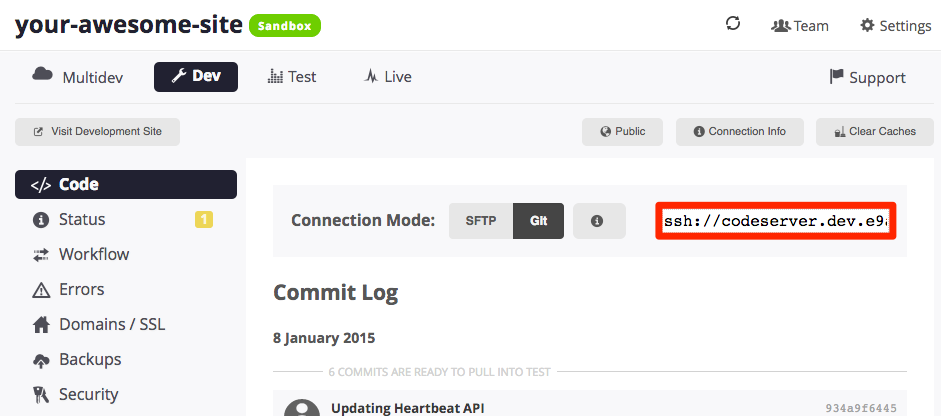 your-awesome-site Sandbox Team Settings
Multidev Dev Test Live Support
Visit Development Site Public Connection Info Clear Caches
Code
Status 1
Workflow
Errors
Domains / SSL
Backups
Security
Connection Mode: SFTP Git ssh://codeserver.dev.e9
Commit Log
8 January 2015
6 COMMITS ARE READY TO PULL INTO TEST
Updating Heartbeat API 934a9f6445